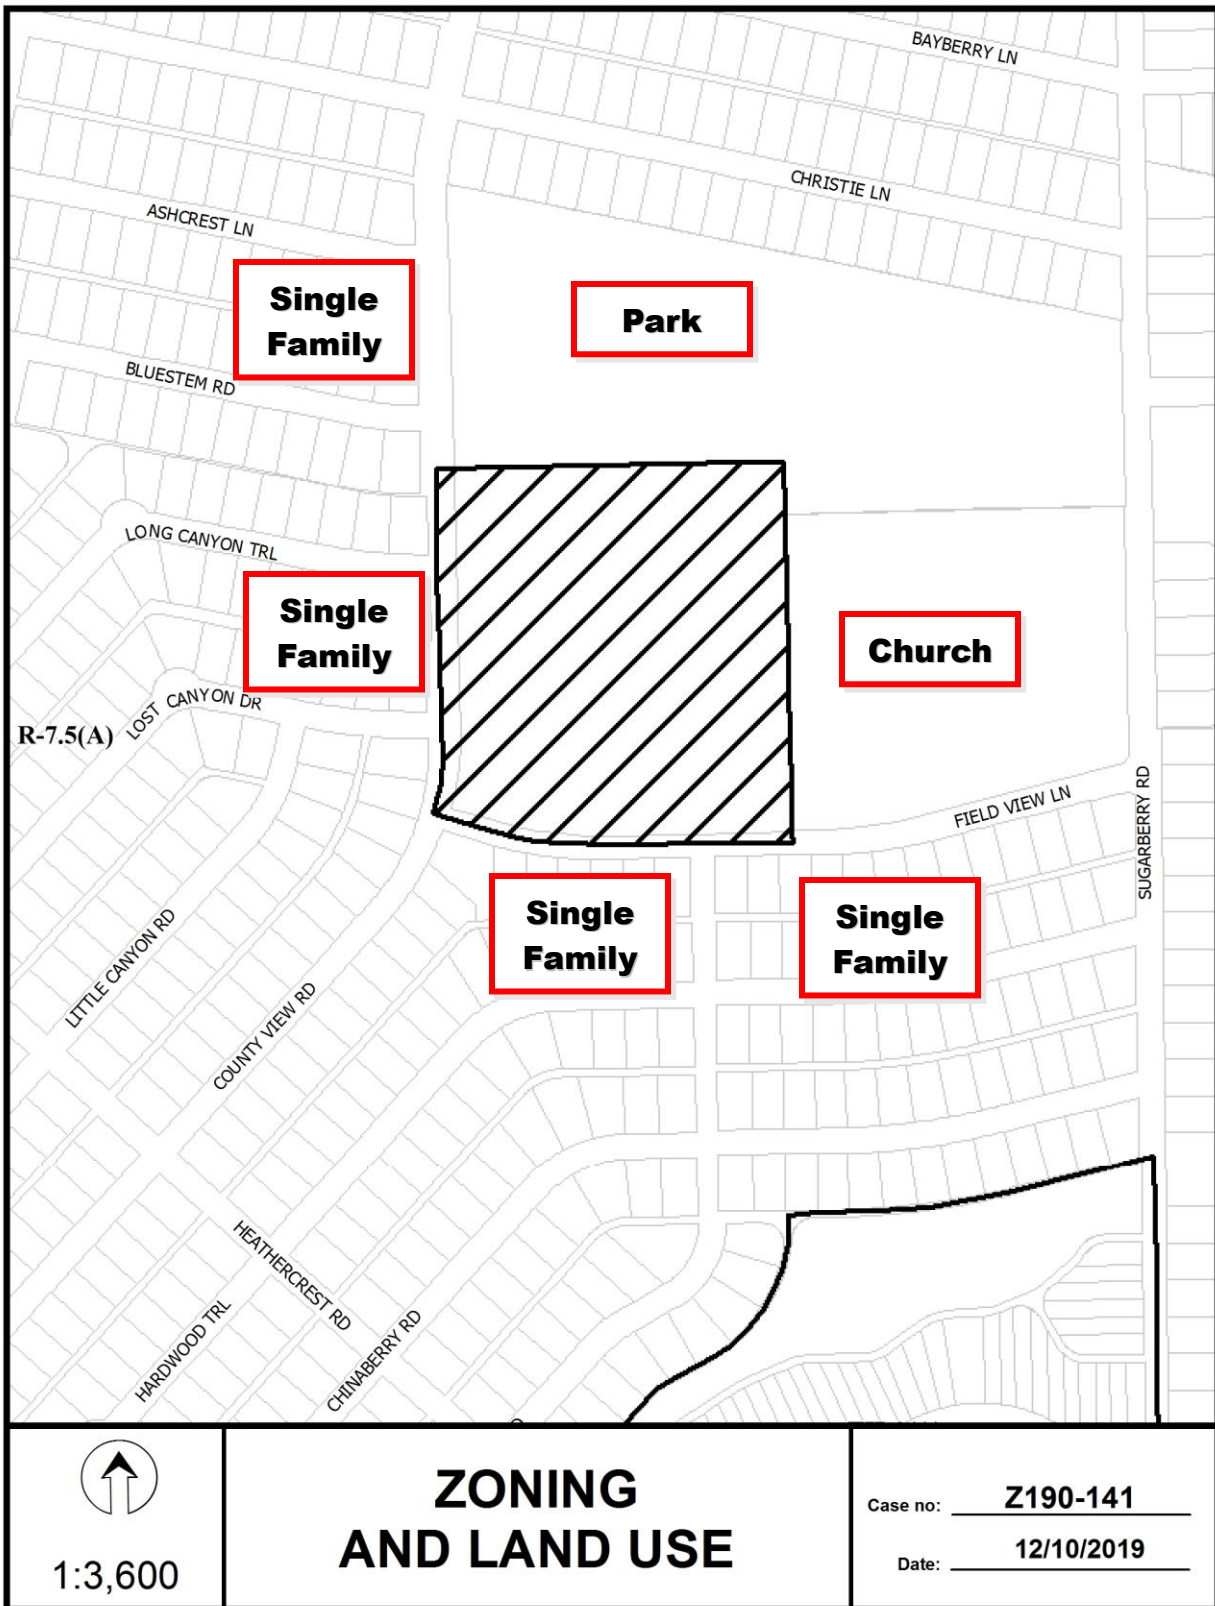 BAYBERRY LN
CHRISTIE LN
ASHCREST LN
Single
Family
Park
BLUESTEM RD
LONG CANYON TRL
Single
Family
Church
LOST CANYON DR
R-7.5(A)
FIELD VIEW LN
SUGARBERRY RD
Single
Family
Single
Family
LITTLE CANYON RD
COUNTY VIEW RD
HEATHERCREST RD
HARDWOOD TRL
CHINABERRY RD
1:3,600
ZONING
AND LAND USE
Case no: Z190-141
Date: 12/10/2019